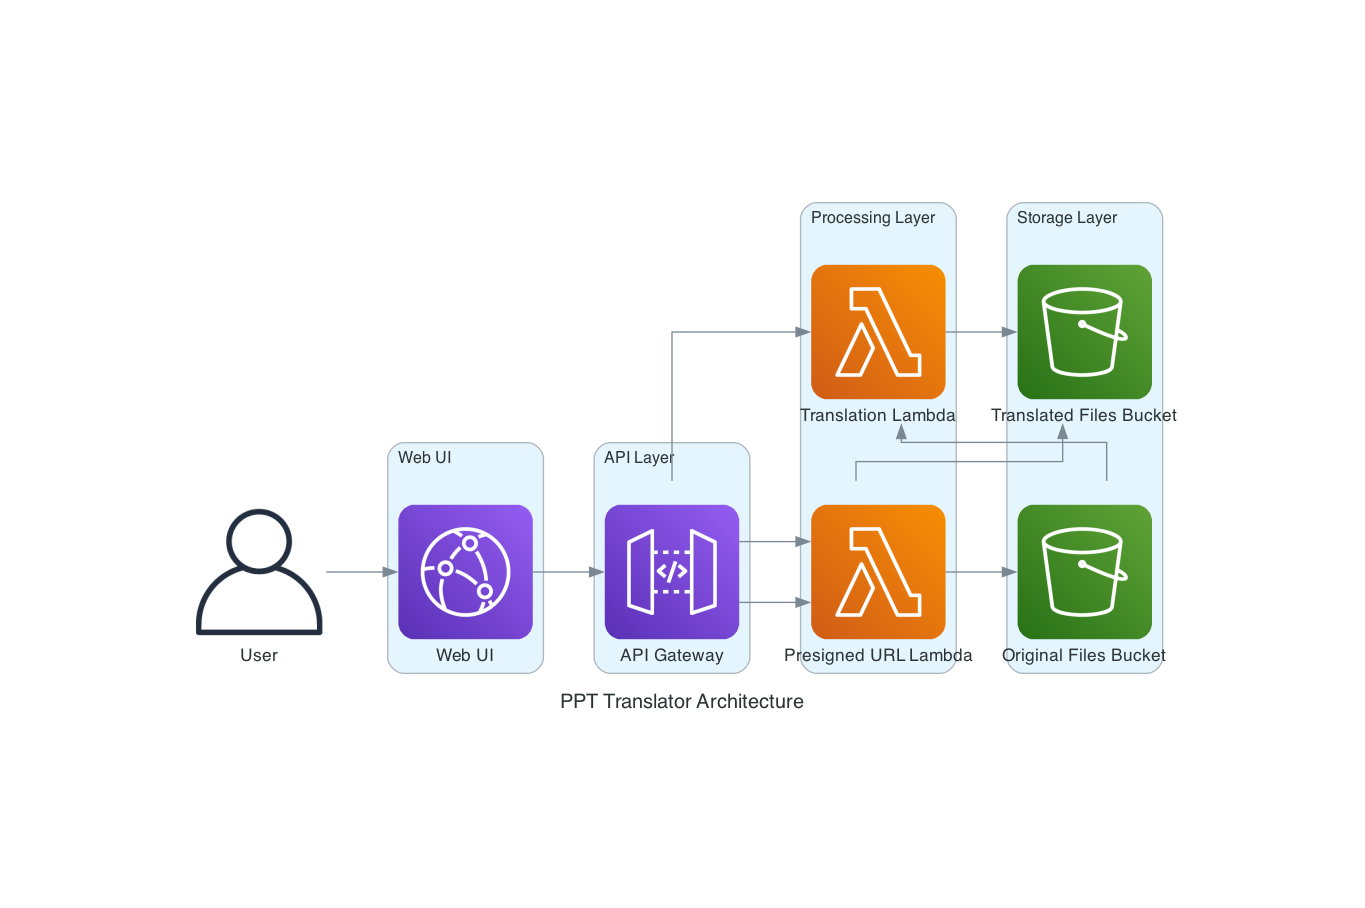 Processing Layer
Storage Layer
Translation Lambda
Translated Files Bucket
Web UI
API Layer
</>
User
Web UI
API Gateway
Presigned URL Lambda
Original Files Bucket
PPT Translator Architecture